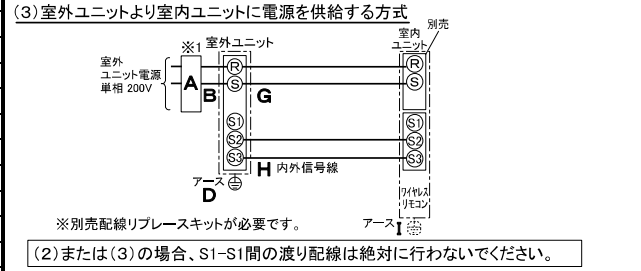 (3)室外ユニットより室内ユニットに電源を供給する方式
別売
※1
室外ユニット
室内
ユニット
室外
ユニット電源
単相 200V
A
B
R
S
G
R
S
S1
S2
S3
S1
S2
S3
H 内外信号線
アース
D
ワイヤレス
リモコン
アース I
※別売配線リプレースキットが必要です。
(2)または(3)の場合、S1-S1間の渡り配線は絶対に行わないでください。